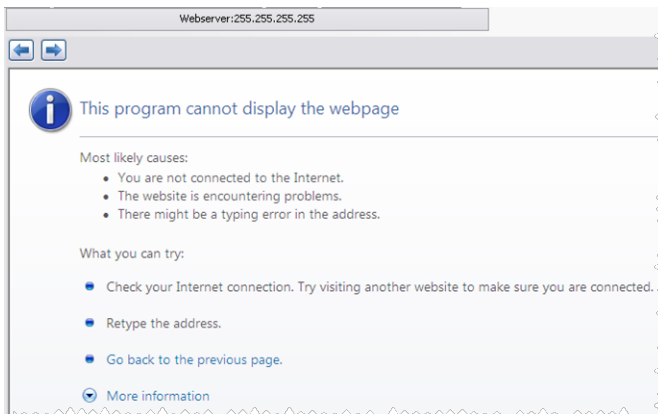 Webserver:255.255.255.255
This program cannot display the webpage
Most likely causes:
You are not connected to the Internet.
The website is encountering problems.
There might be a typing error in the address.
What you can try:
Check your Internet connection. Try visiting another website to make sure you are connected.
Retype the address.
Go back to the previous page.
More information